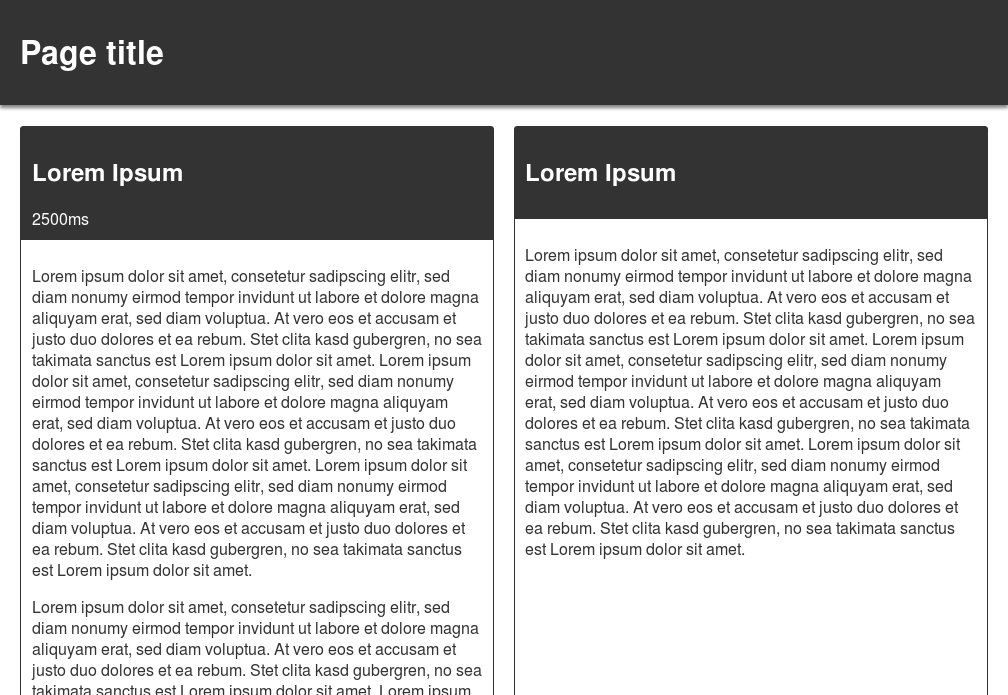 Page title
Lorem Ipsum
2500ms
Lorem ipsum dolor sit amet, consetetur sadipscing elitr, sed
diam nonumy eirmod tempor invidunt ut labore et dolore magna
aliquyam erat, sed diam voluptua. At vero eos et accusam et
justo duo dolores et ea rebum. Stet clita kasd gubergren, no sea
takimata sanctus est Lorem ipsum dolor sit amet. Lorem ipsum
dolor sit amet, consetetur sadipscing elitr, sed diam nonumy
eirmod tempor invidunt ut labore et dolore magna aliquyam
erat, sed diam voluptua. At vero eos et accusam et justo duo
dolores et ea rebum. Stet clita kasd gubergren, no sea takimata
sanctus est Lorem ipsum dolor sit amet. Lorem ipsum dolor sit
amet, consetetur sadipscing elitr, sed diam nonumy eirmod
tempor invidunt ut labore et dolore magna aliquyam erat, sed
diam voluptua. At vero eos et accusam et justo duo dolores et
ea rebum. Stet clita kasd gubergren, no sea takimata sanctus
est Lorem ipsum dolor sit amet.
Lorem ipsum dolor sit amet, consetetur sadipscing elitr, sed
diam nonumy eirmod tempor invidunt ut labore et dolore magna
aliquyam erat, sed diam voluptua. At vero eos et accusam et
justo duo dolores et ea rebum. Stet clita kasd gubergren, no sea
takimata sanctus est Lorem ipsum dolor sit amet. Lorem ipsum
Lorem Ipsum
Lorem ipsum dolor sit amet, consetetur sadipscing elitr, sed
diam nonumy eirmod tempor invidunt ut labore et dolore magna
aliquyam erat, sed diam voluptua. At vero eos et accusam et
justo duo dolores et ea rebum. Stet clita kasd gubergren, no sea
takimata sanctus est Lorem ipsum dolor sit amet. Lorem ipsum
dolor sit amet, consetetur sadipscing elitr, sed diam nonumy
eirmod tempor invidunt ut labore et dolore magna aliquyam
erat, sed diam voluptua. At vero eos et accusam et justo duo
dolores et ea rebum. Stet clita kasd gubergren, no sea takimata
sanctus est Lorem ipsum dolor sit amet. Lorem ipsum dolor sit
amet, consetetur sadipscing elitr, sed diam nonumy eirmod
tempor invidunt ut labore et dolore magna aliquyam erat, sed
diam voluptua. At vero eos et accusam et justo duo dolores et
ea rebum. Stet clita kasd gubergren, no sea takimata sanctus
est Lorem ipsum dolor sit amet.